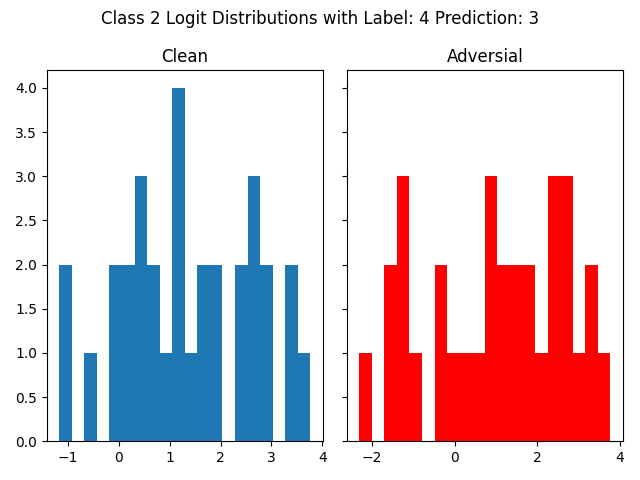 Class 2 Logit Distributions with Label: 4 Prediction: 3
Clean
Adversial
4.0
3.5
3.0
2.5
2.0
1.5
1.0
0.5
0.0
−1 0 1 2 3 4
−2 0 2 4